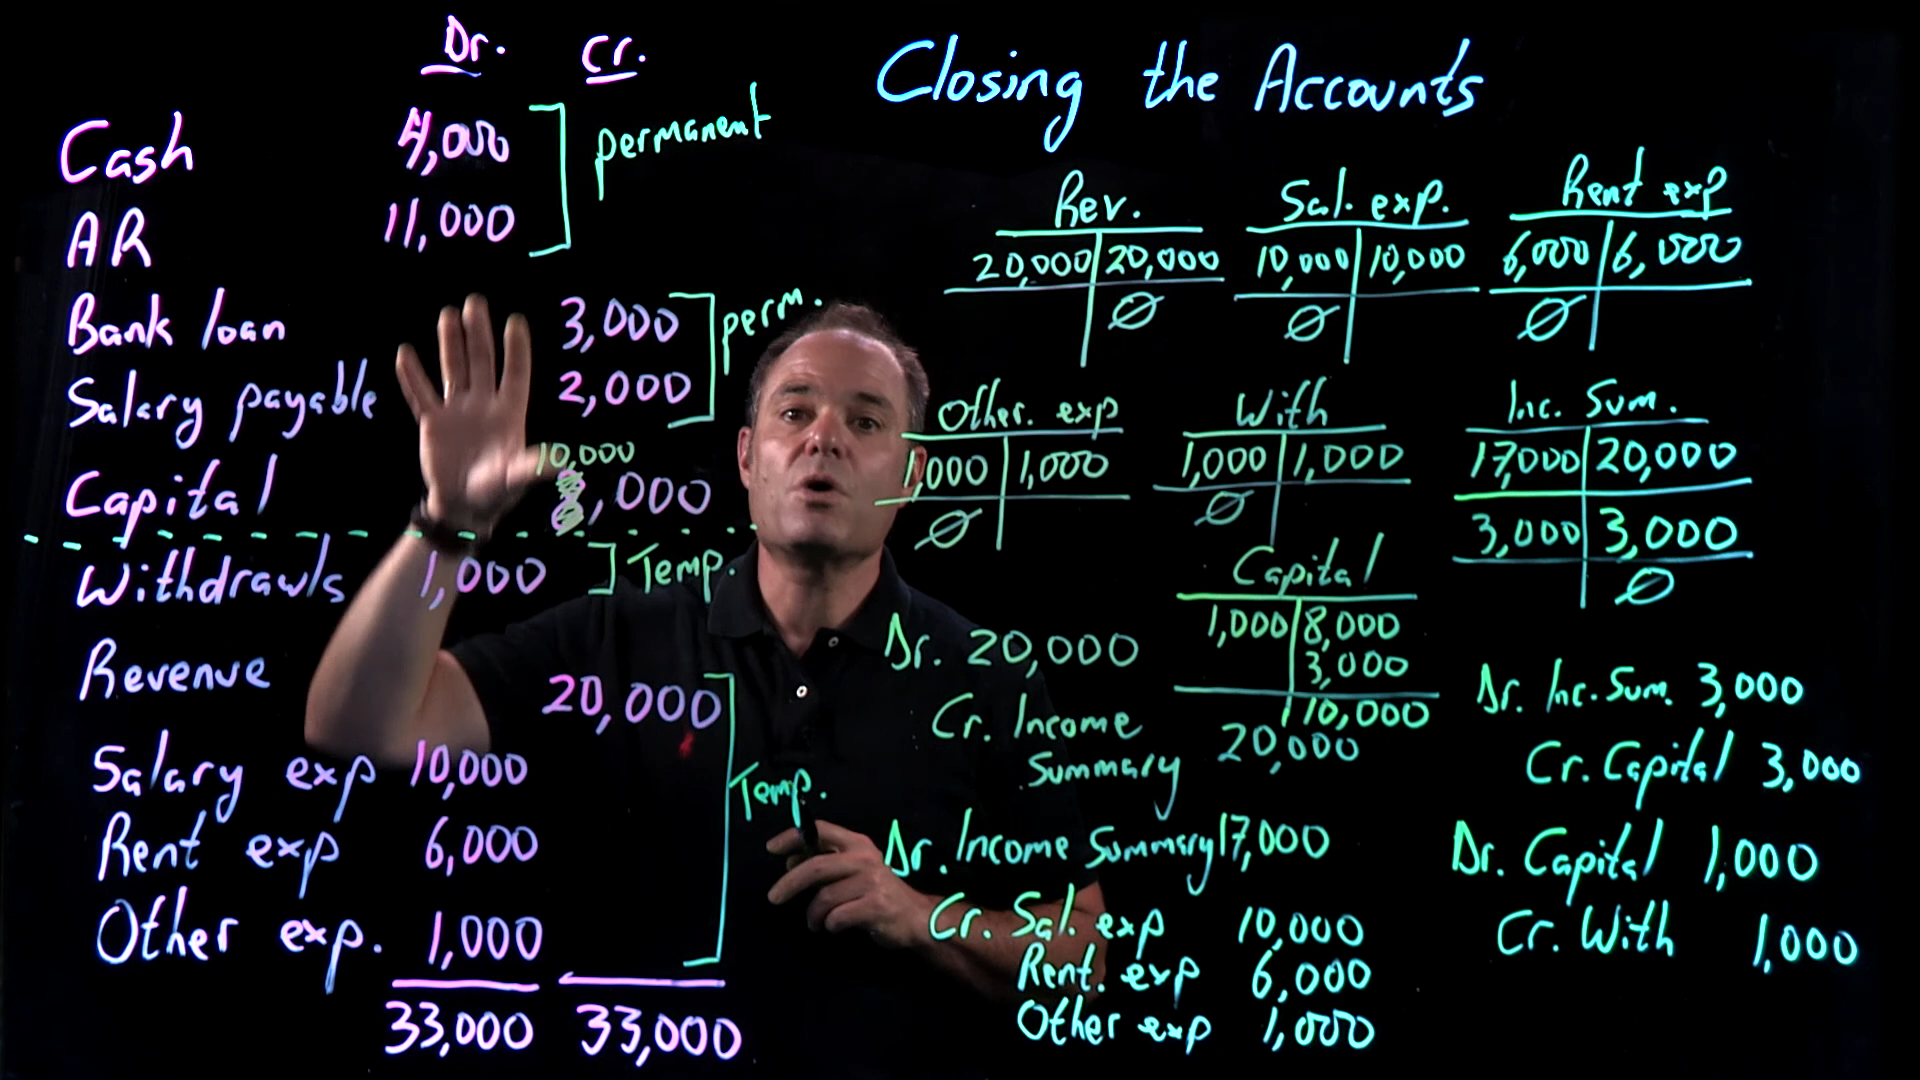 Dr. Cr.
Cash 4,000
AR 11,000
permanent
Bank loan 3,000
Salary payable 2,000
perm.
10,000
Capital ,000
Withdrawls 1,000 Temp.
Revenue 20,000
Salary exp 10,000
Rent exp 6,000
Other exp. 1,000
Temp.
33,000 33,000
Closing the Accounts
Rev.
20,000 20,000
Ø
Sal. exp.
10,000 10,000
Ø
Rent exp
6,000 6,000
Ø
Other. exp
1,000 1,000
Ø
With
1,000 1,000
Ø
Inc. Sum.
17,000 20,000
3,000 3,000
Ø
Capital
1,000 8,000
3,000
10,000
Dr. 20,000
Cr. Income
Summary 20,000
Dr. Income Summary 17,000
Cr. Sal. exp 10,000
Rent. exp 6,000
Other exp 1,000
Dr. Inc. Sum. 3,000
Cr. Capital 3,000
Dr. Capital 1,000
Cr. With 1,000